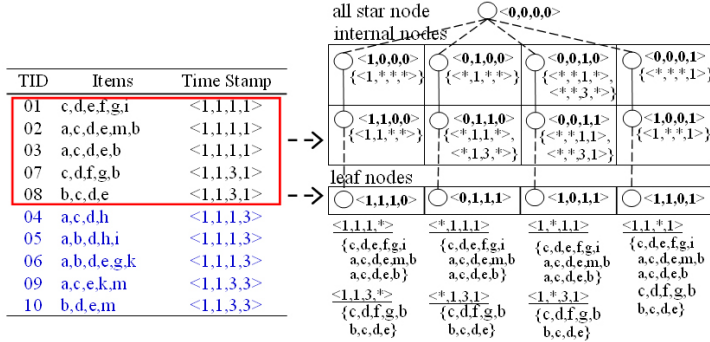 TID Items Time Stamp
01 c,d,e,f,g,i <1,1,1,1>
02 a,c,d,e,m,b <1,1,1,1>
03 a,c,d,e,b <1,1,1,1>
07 c,d,f,g,b <1,1,3,1>
08 b,c,d,e <1,1,3,1>
04 a,c,d,h <1,1,1,3>
05 a,b,d,h,i <1,1,1,3>
06 a,b,d,e,g,k <1,1,1,3>
09 a,c,e,k,m <1,1,3,3>
10 b,d,e,m <1,1,3,3>
all star node <0,0,0,0>
internal nodes
<1,0,0,0> <0,1,0,0> <0,0,1,0> <0,0,0,1>
{<1,*,*,*>} {<*,1,*,*>} {<*,*,1,*>, {<*,*,*,1>}
<*,*,3,*>}
<1,1,0,0> <0,1,1,0> <0,0,1,1> <1,0,0,1>
{<1,1,*,*>} {<*,1,1,*>, {<*,*,1,1>, {<1,*,*,1>}
<*,1,3,*>} <*,*,3,1>}
leaf nodes
<1,1,1,0> <0,1,1,1> <1,0,1,1> <1,1,0,1>
<1,1,1,*> <*,1,1,1> <1,*,1,1> <1,1,*,1>
{c,d,e,f,g,i {c,d,e,f,g,i {c,d,e,f,g,i {c,d,e,f,g,i
a,c,d,e,m,b a,c,d,e,m,b a,c,d,e,m,b a,c,d,e,m,b
a,c,d,e,b} a,c,d,e,b} a,c,d,e,b} a,c,d,e,b
<1,1,3,*> <*,1,3,1> <1,*,3,1> c,d,f,g,b
{c,d,f,g,b {c,d,f,g,b {c,d,f,g,b b,c,d,e}
b,c,d,e} b,c,d,e} b,c,d,e}